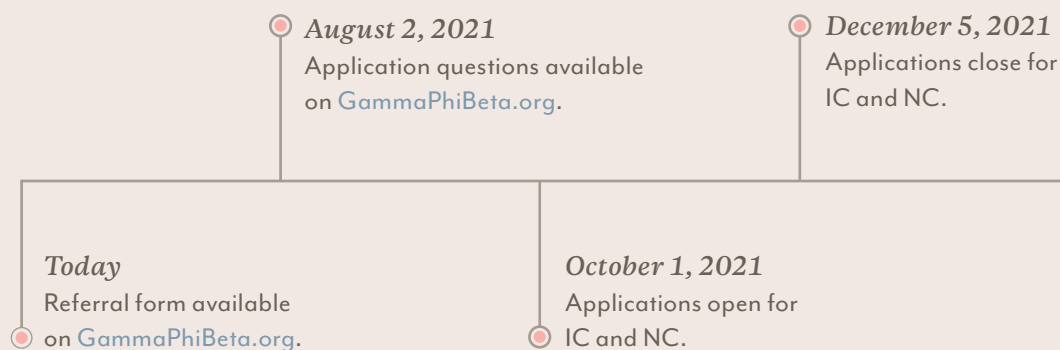 August 2, 2021
Application questions available
on GammaPhiBeta.org.
December 5, 2021
Applications close for
IC and NC.
Today
Referral form available
on GammaPhiBeta.org.
October 1, 2021
Applications open for
IC and NC.